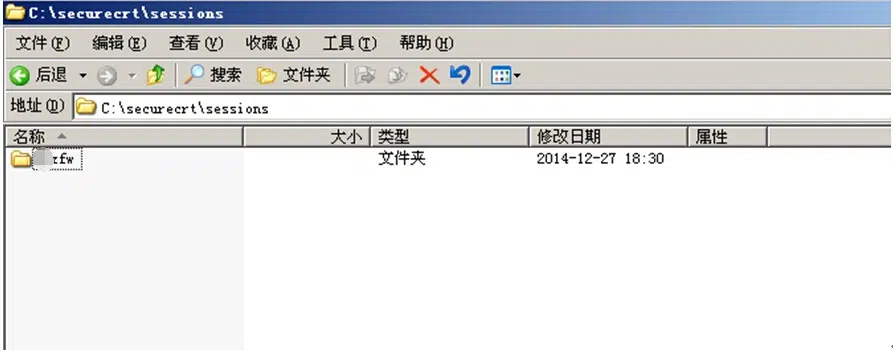 C:\securecrt\sessions
文件(F) 编辑(E) 查看(V) 收藏(A) 工具(T) 帮助(H)
后退 搜索 文件夹
地址(D) C:\securecrt\sessions
名称 大小 类型 修改日期 属性
文件夹 2014-12-27 18:30